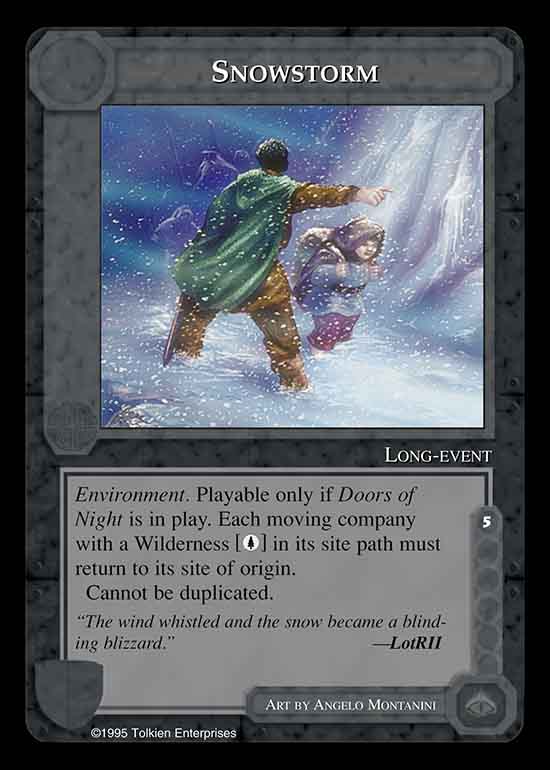 Snowstorm
Long-event
Environment. Playable only if Doors of
Night is in play. Each moving company
with a Wilderness [] in its site path must
return to its site of origin.
Cannot be duplicated.
5
“The wind whistled and the snow became a blind-
ing blizzard.” —LotRII
Art by Angelo Montanini
©1995 Tolkien Enterprises